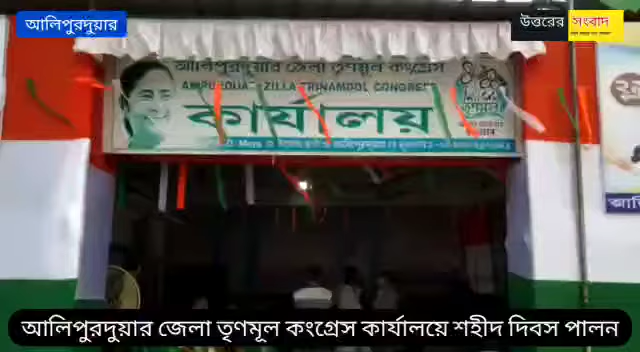 আলিপুরদুয়ার
উত্তরের সংবাদ
আলিপুরদুয়ার জেলা তৃণমূল কংগ্রেস
ALIPURDUAR ZILLA TRINAMOOL CONGRESS
কার্যালয়
আলিপুরদুয়ার জেলা তৃণমূল কংগ্রেস কার্যালয়ে শহীদ দিবস পালন